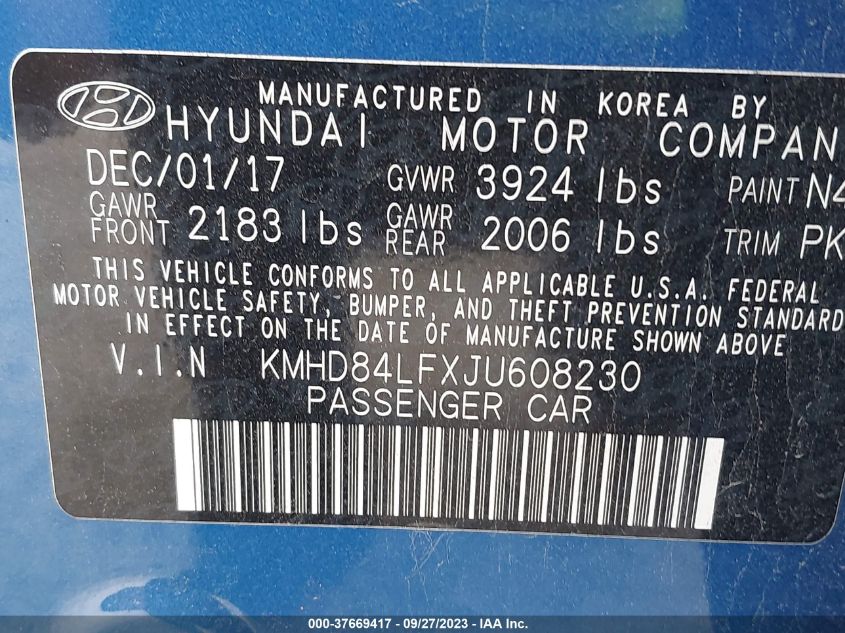 MANUFACTURED IN KOREA BY
HYUNDAI MOTOR COMPAN
DEC/01/17 GVWR 3924 lbs PAINT N4
GAWR FRONT 2183 lbs GAWR REAR 2006 lbs TRIM PK
THIS VEHICLE CONFORMS TO ALL APPLICABLE U.S.A. FEDERAL
MOTOR VEHICLE SAFETY, BUMPER, AND THEFT PREVENTION STANDARD
IN EFFECT ON THE DATE OF MANUFACTURE SHOWN ABOVE
V.I.N KMHD84LFXJU608230
PASSENGER CAR
000-37669417 - 09/27/2023 - IAAI.COM